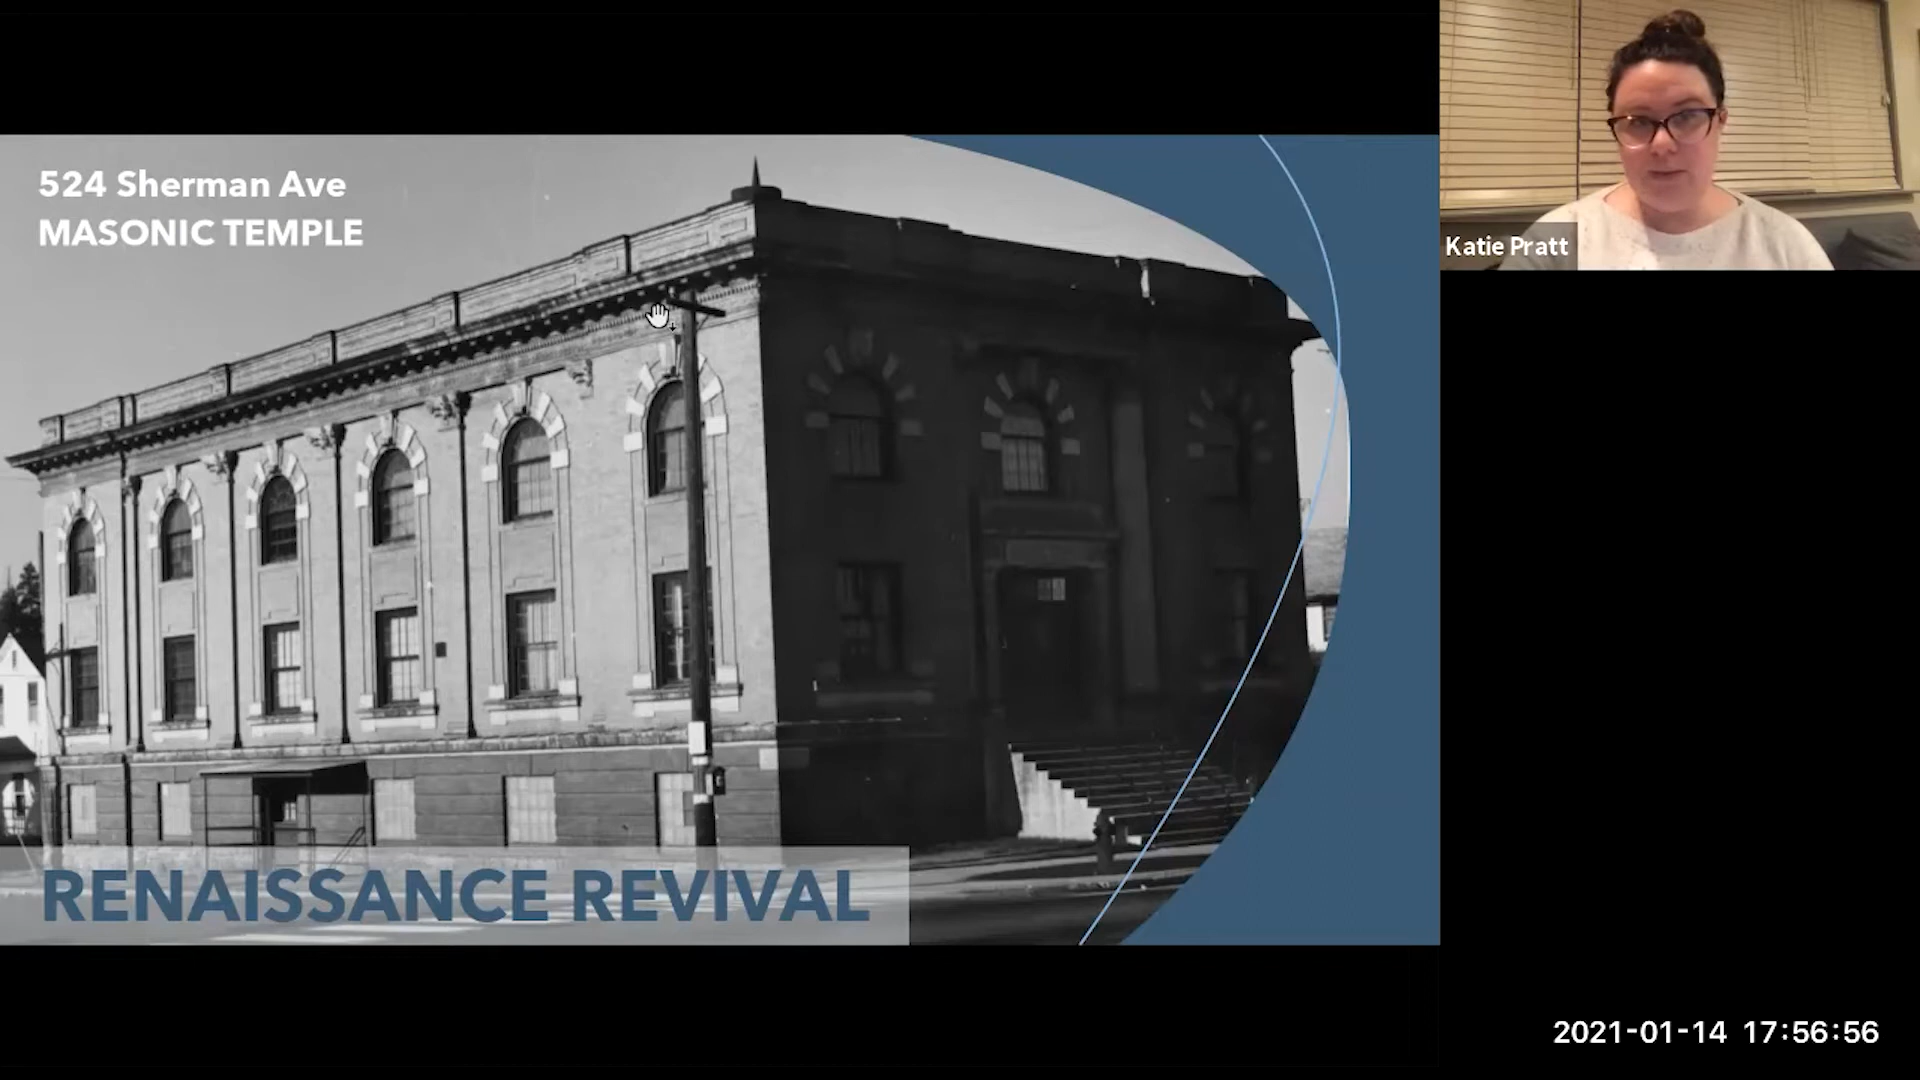 524 Sherman Ave
MASONIC TEMPLE
RENAISSANCE REVIVAL
Katie Pratt
2021-01-14 17:56:56